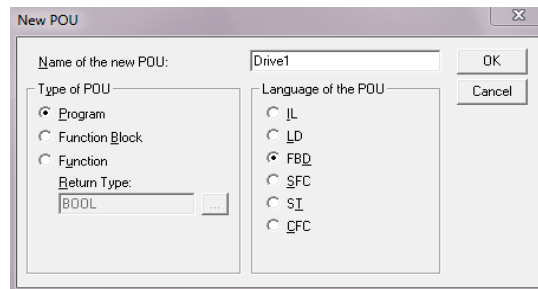 New POU
Name of the new POU: Drive1 OK
Type of POU Language of the POU Cancel
Program IL
Function Block LD
Function FBD
Return Type: SFC
BOOL ... ST
CFC